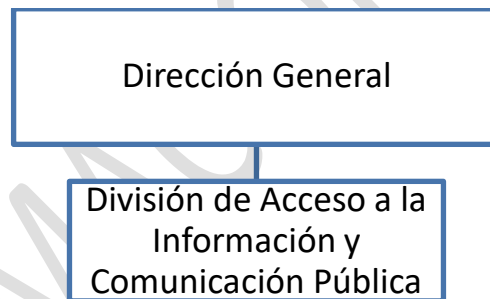 Dirección General
División de Acceso a la
Información y
Comunicación Pública